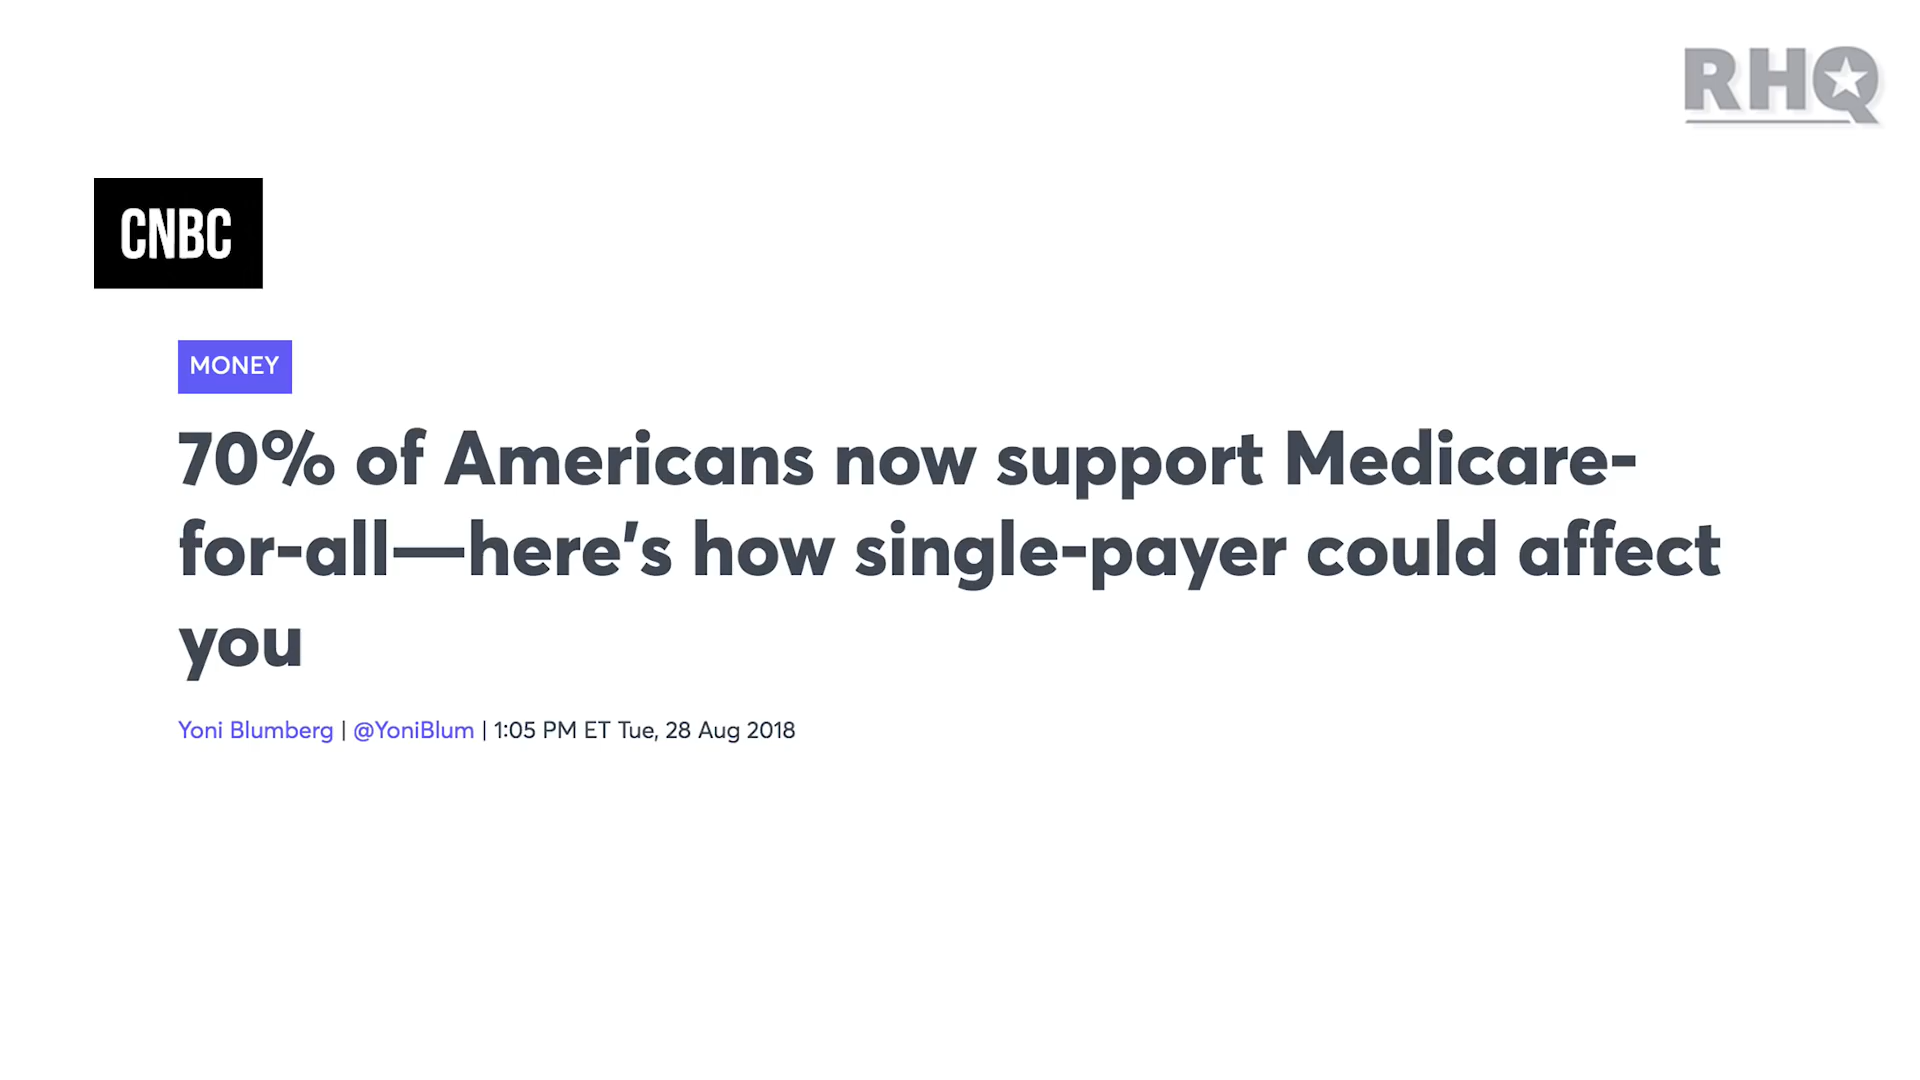 RHQ
CNBC
MONEY
70% of Americans now support Medicare-
for-all—here's how single-payer could affect
you
Yoni Blumberg | @YoniBlum | 1:05 PM ET Tue, 28 Aug 2018